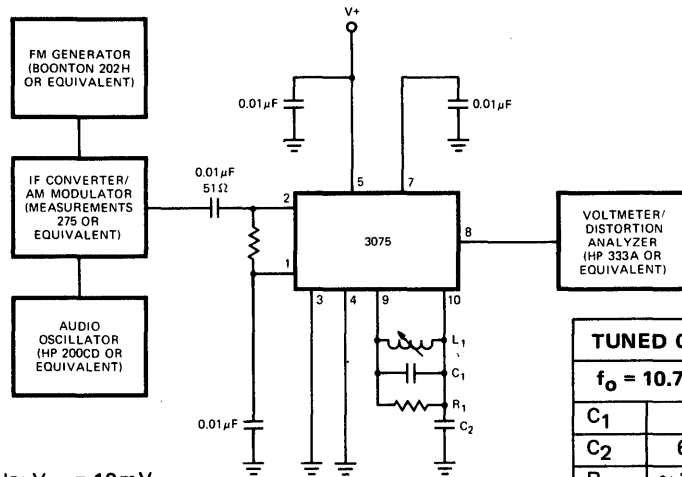 V+
FM GENERATOR
(BOONTON 202H
OR EQUIVALENT)
0.01µF
0.01µF
IF CONVERTER/
AM MODULATOR
(MEASUREMENTS
275 OR
EQUIVALENT)
0.01µF
51Ω
5
7
2
3075
8
1
VOLTMETER/
DISTORTION
ANALYZER
(HP 333A OR
EQUIVALENT)
3
4
9
10
AUDIO
OSCILLATOR
(HP 200CD OR
EQUIVALENT)
L1
C1
R1
C2
0.01µF
TUNED
fo = 10.7
C1
C2 6
= 10mV